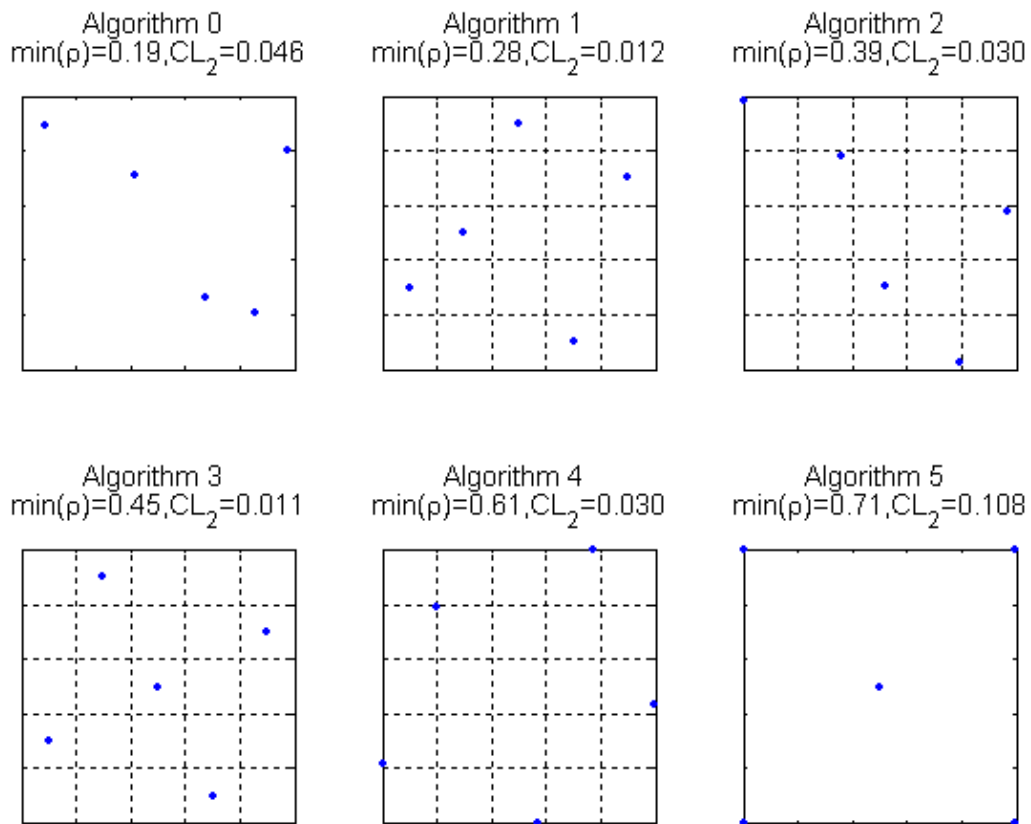 Algorithm 0
min(ρ)=0.19,CL₂=0.046
Algorithm 1
min(ρ)=0.28,CL₂=0.012
Algorithm 2
min(ρ)=0.39,CL₂=0.030
Algorithm 3
min(ρ)=0.45,CL₂=0.011
Algorithm 4
min(ρ)=0.61,CL₂=0.030
Algorithm 5
min(ρ)=0.71,CL₂=0.108